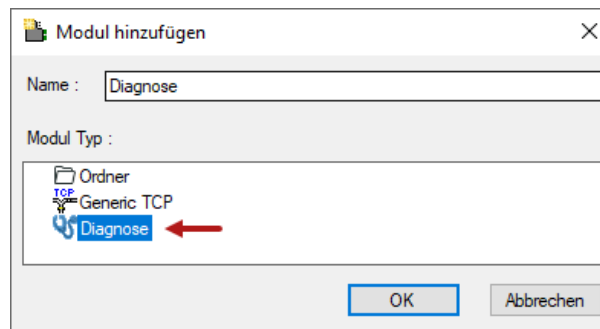 Modul hinzufügen
Name : Diagnose
Modul Typ :
Ordner
TCP
Generic TCP
Diagnose
OK Abbrechen